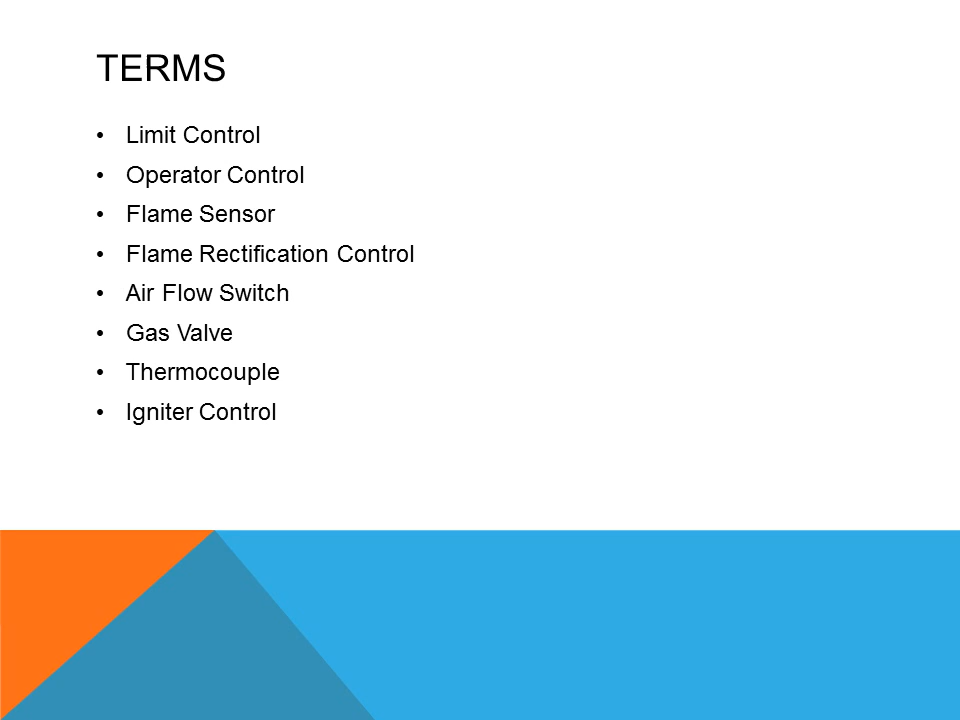 TERMS
• Limit Control
• Operator Control
• Flame Sensor
• Flame Rectification Control
• Air Flow Switch
• Gas Valve
• Thermocouple
• Igniter Control